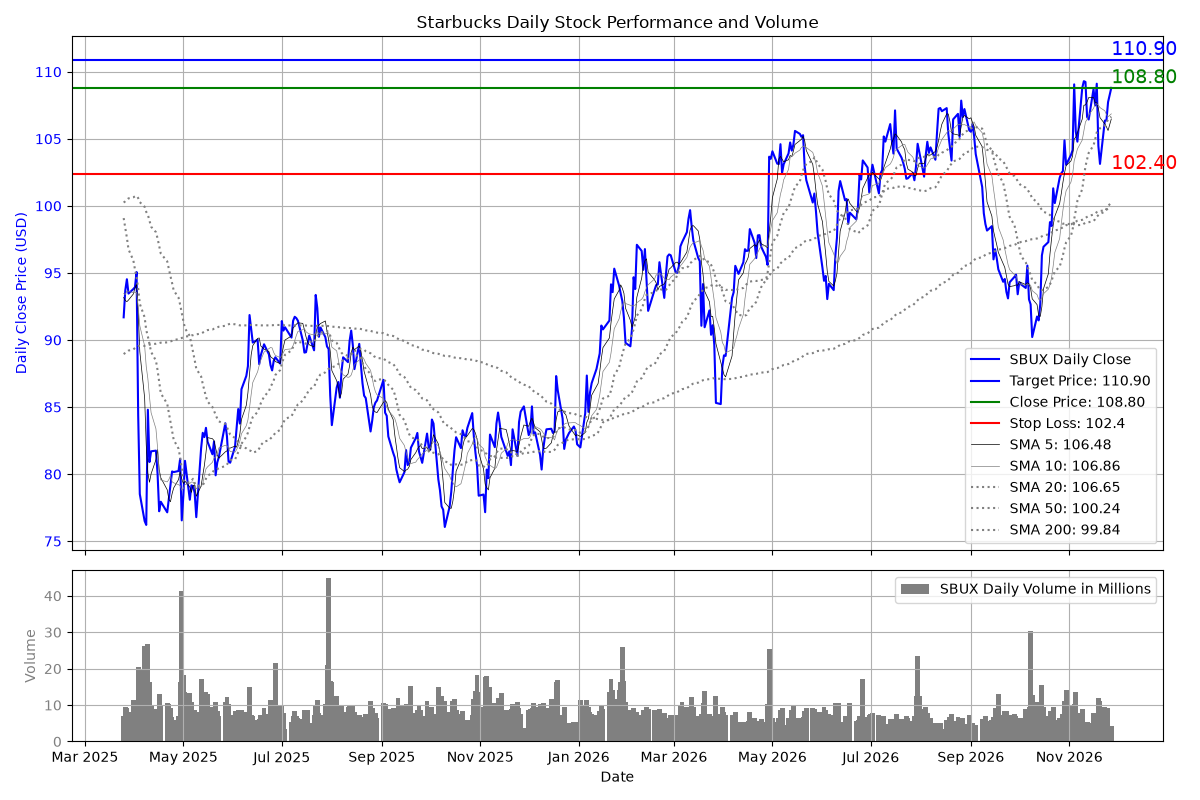 Starbucks Daily Stock Performance and Volume
110.90
108.80
102.40
110
105
100
95
90
85
80
75
Daily Close Price (USD)
SBUX Daily Close
Target Price: 110.90
Close Price: 108.80
Stop Loss: 102.4
SMA 5: 106.48
SMA 10: 106.86
SMA 20: 106.65
SMA 50: 100.24
SMA 200: 99.84
SBUX Daily Volume in Millions
40
30
20
10
0
Volume
Mar 2025 May 2025 Jul 2025 Sep 2025 Nov 2025 Jan 2026 Mar 2026 May 2026 Jul 2026 Sep 2026 Nov 2026
Date